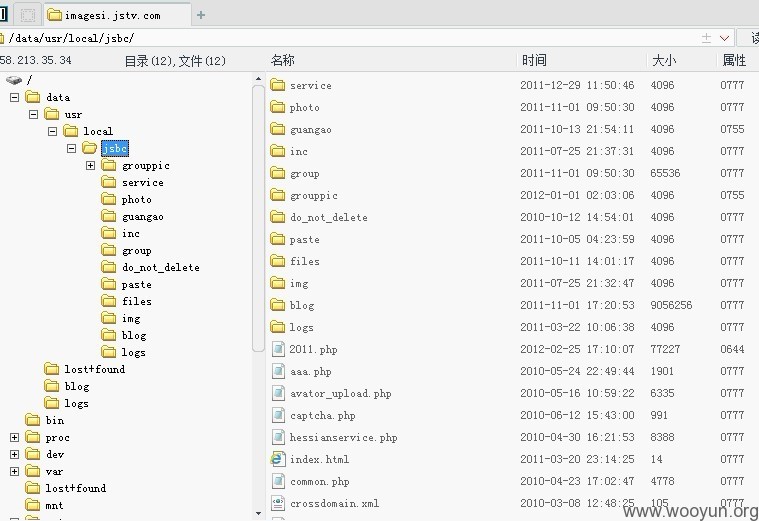 imagesi.jstv.com
/data/usr/local/jsbc/
58.213.35.34 目录(12),文件(12) 名称 时间 大小 属性
/
data
usr
local
jsbc
grouppic
service
photo
guangao
inc
group
do_not_delete
paste
files
img
blog
logs
lost+found
blog
logs
bin
proc
dev
var
lost+found
mnt
service 2011-12-29 11:50:46 4096 0777
photo 2011-11-01 09:50:30 4096 0777
guangao 2011-10-13 21:54:11 4096 0755
inc 2011-07-25 21:37:31 4096 0777
group 2011-11-01 09:50:30 65536 0777
grouppic 2012-01-01 02:03:06 4096 0755
do_not_delete 2010-10-12 14:54:01 4096 0777
paste 2011-10-05 04:23:59 4096 0777
files 2011-10-11 14:01:17 4096 0777
img 2011-07-25 21:32:47 4096 0777
blog 2011-11-01 17:20:53 9056256 0777
logs 2011-03-22 10:06:38 4096 0777
2011.php 2012-02-25 17:10:07 77227 0644
aaa.php 2010-05-24 22:49:44 1901 0777
avator_upload.php 2010-05-16 10:59:22 6335 0777
captcha.php 2010-06-12 15:43:00 991 0777
hessianservice.php 2010-04-30 16:21:53 8388 0777
index.html 2011-03-20 23:14:25 14 0777
common.php 2010-04-23 17:02:47 4778 0777
crossdomain.xml 2010-03-08 12:48:25 105 0777
www.wooyun.org